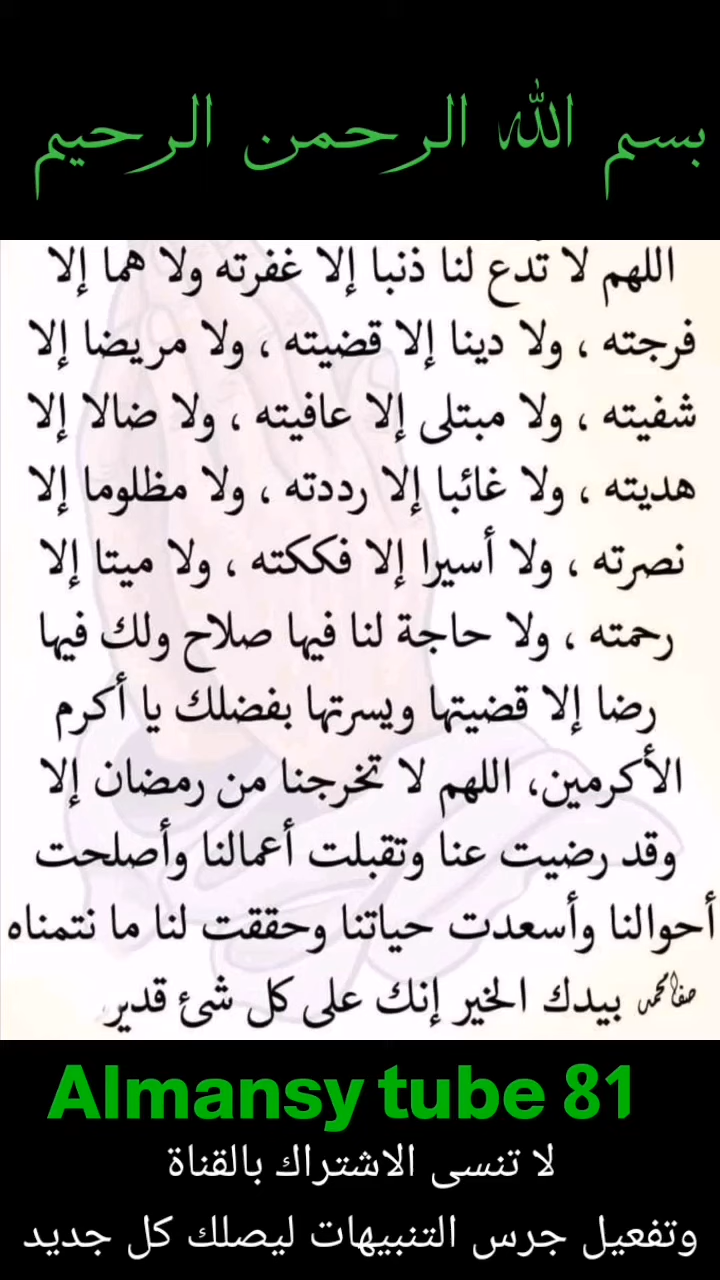 بسم الله الرحمن الرحيم
اللهم لا تدع لنا ذنبا إلا غفرته ولا هما إلا
فرجته ، ولا دينا إلا قضيته ، ولا مريضا إلا
شفيته ، ولا مبتلى إلا عافيته ، ولا ضالا إلا
هديته ، ولا غائبا إلا رددته ، ولا مظلوما إلا
نصرته ، ولا أسيرا إلا فككته ، ولا ميتا إلا
رحمته ، ولا حاجة لنا فيها صلاح ولك فيها
رضا إلا قضيتها ويسرتها بفضلك يا أكرم
الأكرمين، اللهم لا تخرجنا من رمضان إلا
وقد رضيت عنا وتقبلت أعمالنا وأصلحت
أحوالنا وأسعدت حياتنا وحققت لنا ما نتمناه
صفا محمد بيدك الخير إنك على كل شئ قدير
Almansy tube 81
لا تنسى الاشتراك بالقناة
وتفعيل جرس التنبيهات ليصلك كل جديد